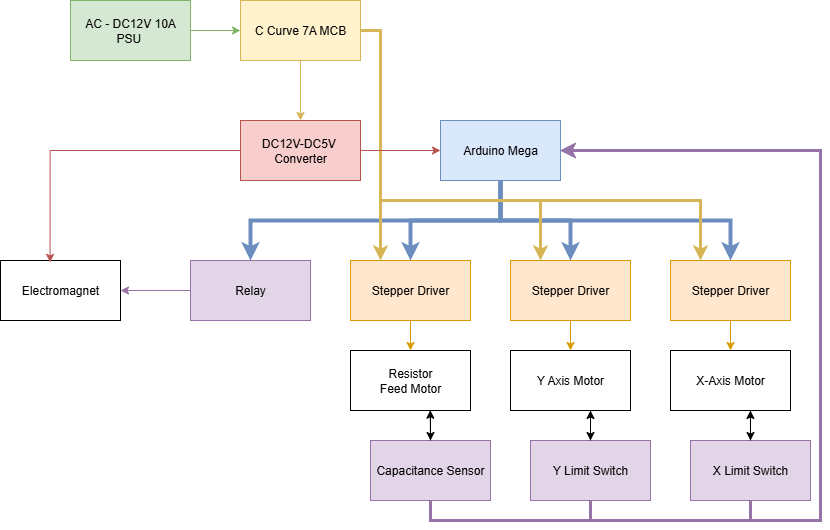 AC - DC12V 10A
PSU
C Curve 7A MCB
DC12V-DC5V
Converter
Arduino Mega
Electromagnet
Relay
Stepper Driver
Stepper Driver
Stepper Driver
Resistor
Feed Motor
Y Axis Motor
X-Axis Motor
Capacitance Sensor
Y Limit Switch
X Limit Switch